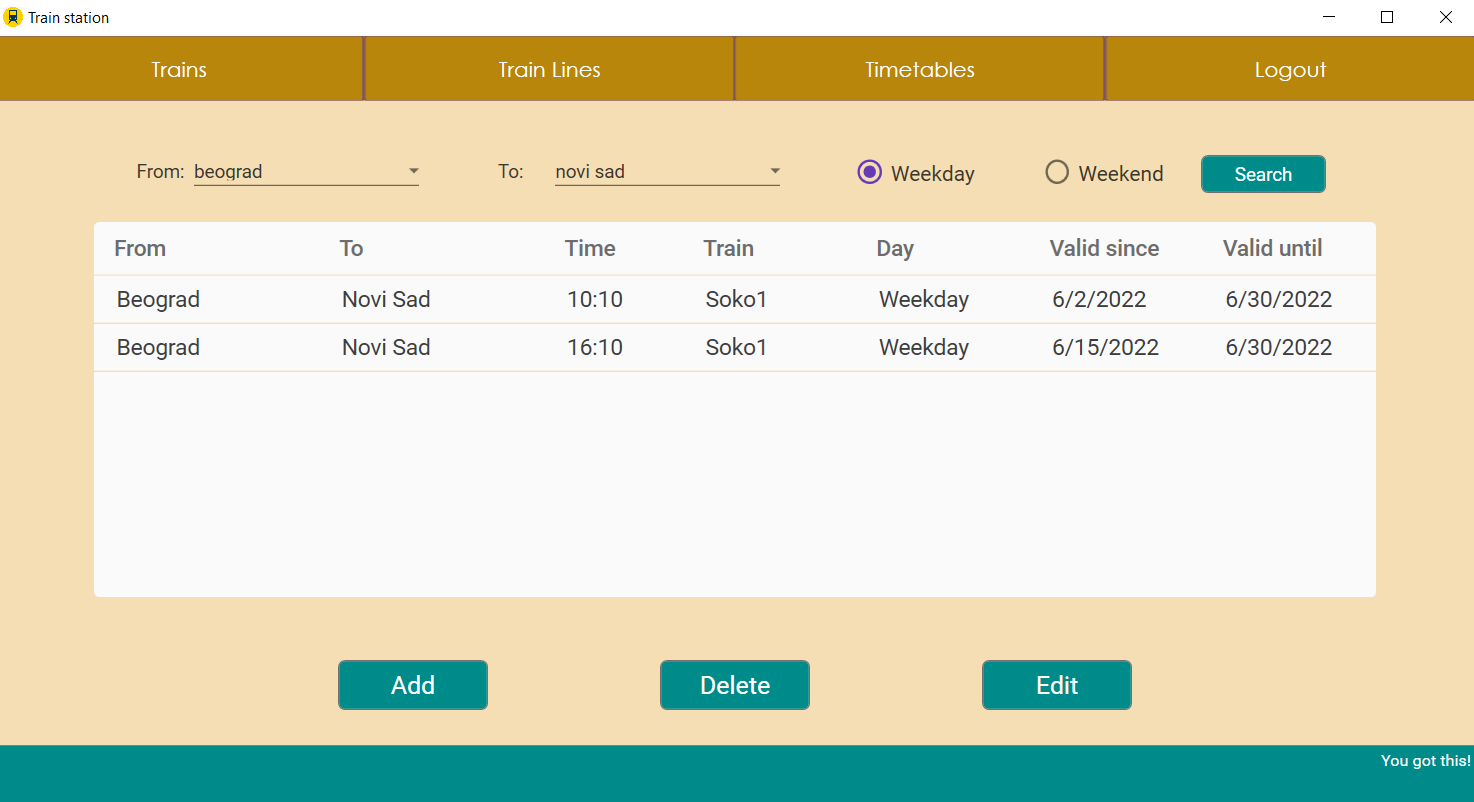 Train station
Trains Train Lines Timetables Logout
From: beograd To: novi sad Weekday Weekend Search
From To Time Train Day Valid since Valid until
Beograd Novi Sad 10:10 Soko1 Weekday 6/2/2022 6/30/2022
Beograd Novi Sad 16:10 Soko1 Weekday 6/15/2022 6/30/2022
Add Delete Edit
You got this!